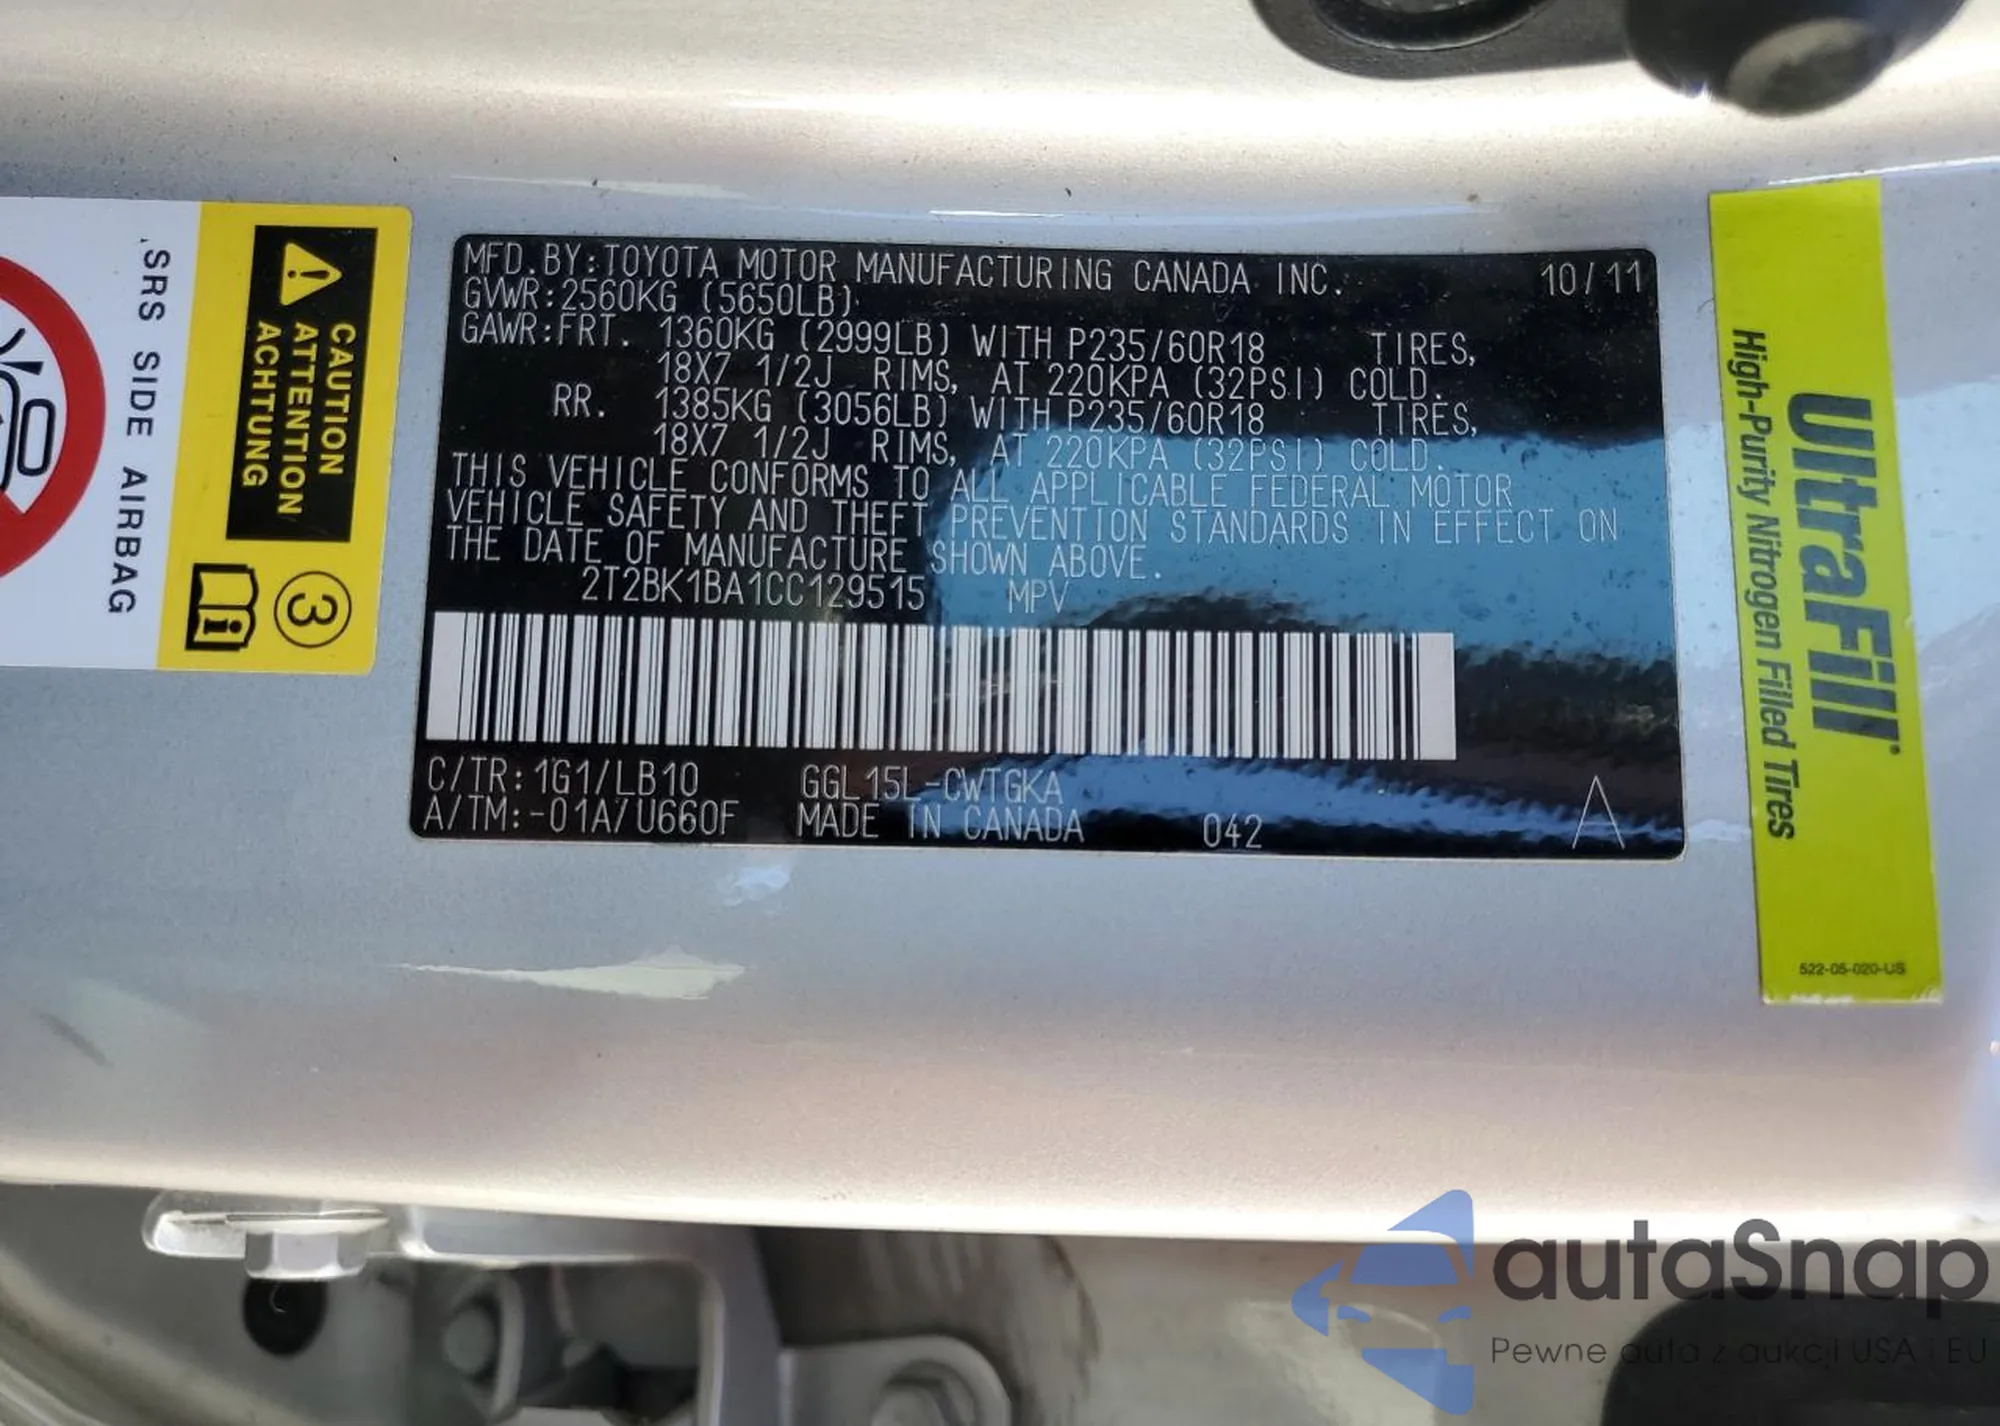 SRS SIDE AIRBAG
CAUTION
ATTENTION
ACHTUNG
3
i
MFD.BY:TOYOTA MOTOR MANUFACTURING CANADA INC. 10/11
GVWR:2560KG (5650LB)
GAWR:FRT. 1360KG (2999LB) WITH P235/60R18 TIRES,
18X7 1/2J RIMS, AT 220KPA (32PSI) COLD.
RR. 1385KG (3056LB) WITH P235/60R18 TIRES,
18X7 1/2J RIMS, AT 220KPA (32PSI) COLD.
THIS VEHICLE CONFORMS TO ALL APPLICABLE FEDERAL MOTOR
VEHICLE SAFETY AND THEFT PREVENTION STANDARDS IN EFFECT ON
THE DATE OF MANUFACTURE SHOWN ABOVE.
2T2BK1BA1CC129515 MPV
C/TR:1G1/LB10 GGL15L-CWTGKA
A/TM:-01A/U660F MADE IN CANADA 042 A
UltraFill®
High-Purity Nitrogen Filled Tires
522-05-020-US
autaSnap
Pewne auta z aukcji USA i EU